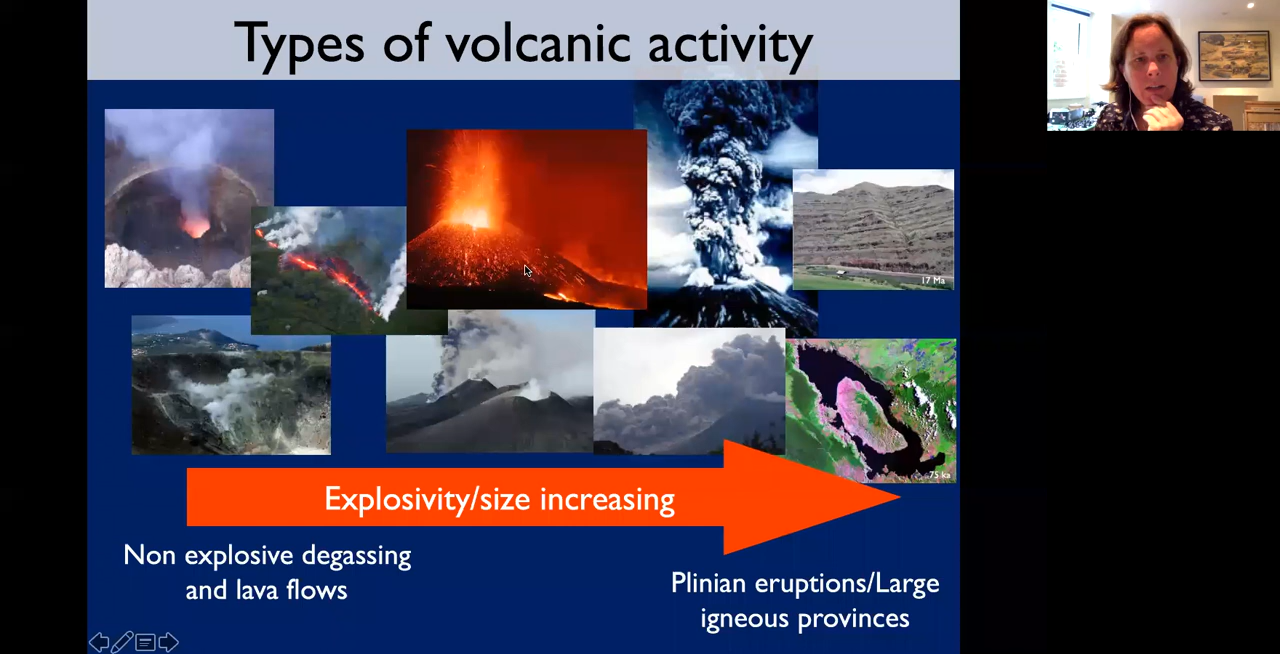 Types of volcanic activity
17 Ma
75 ka
Explosivity/size increasing
Non explosive degassing
and lava flows
Plinian eruptions/Large
igneous provinces